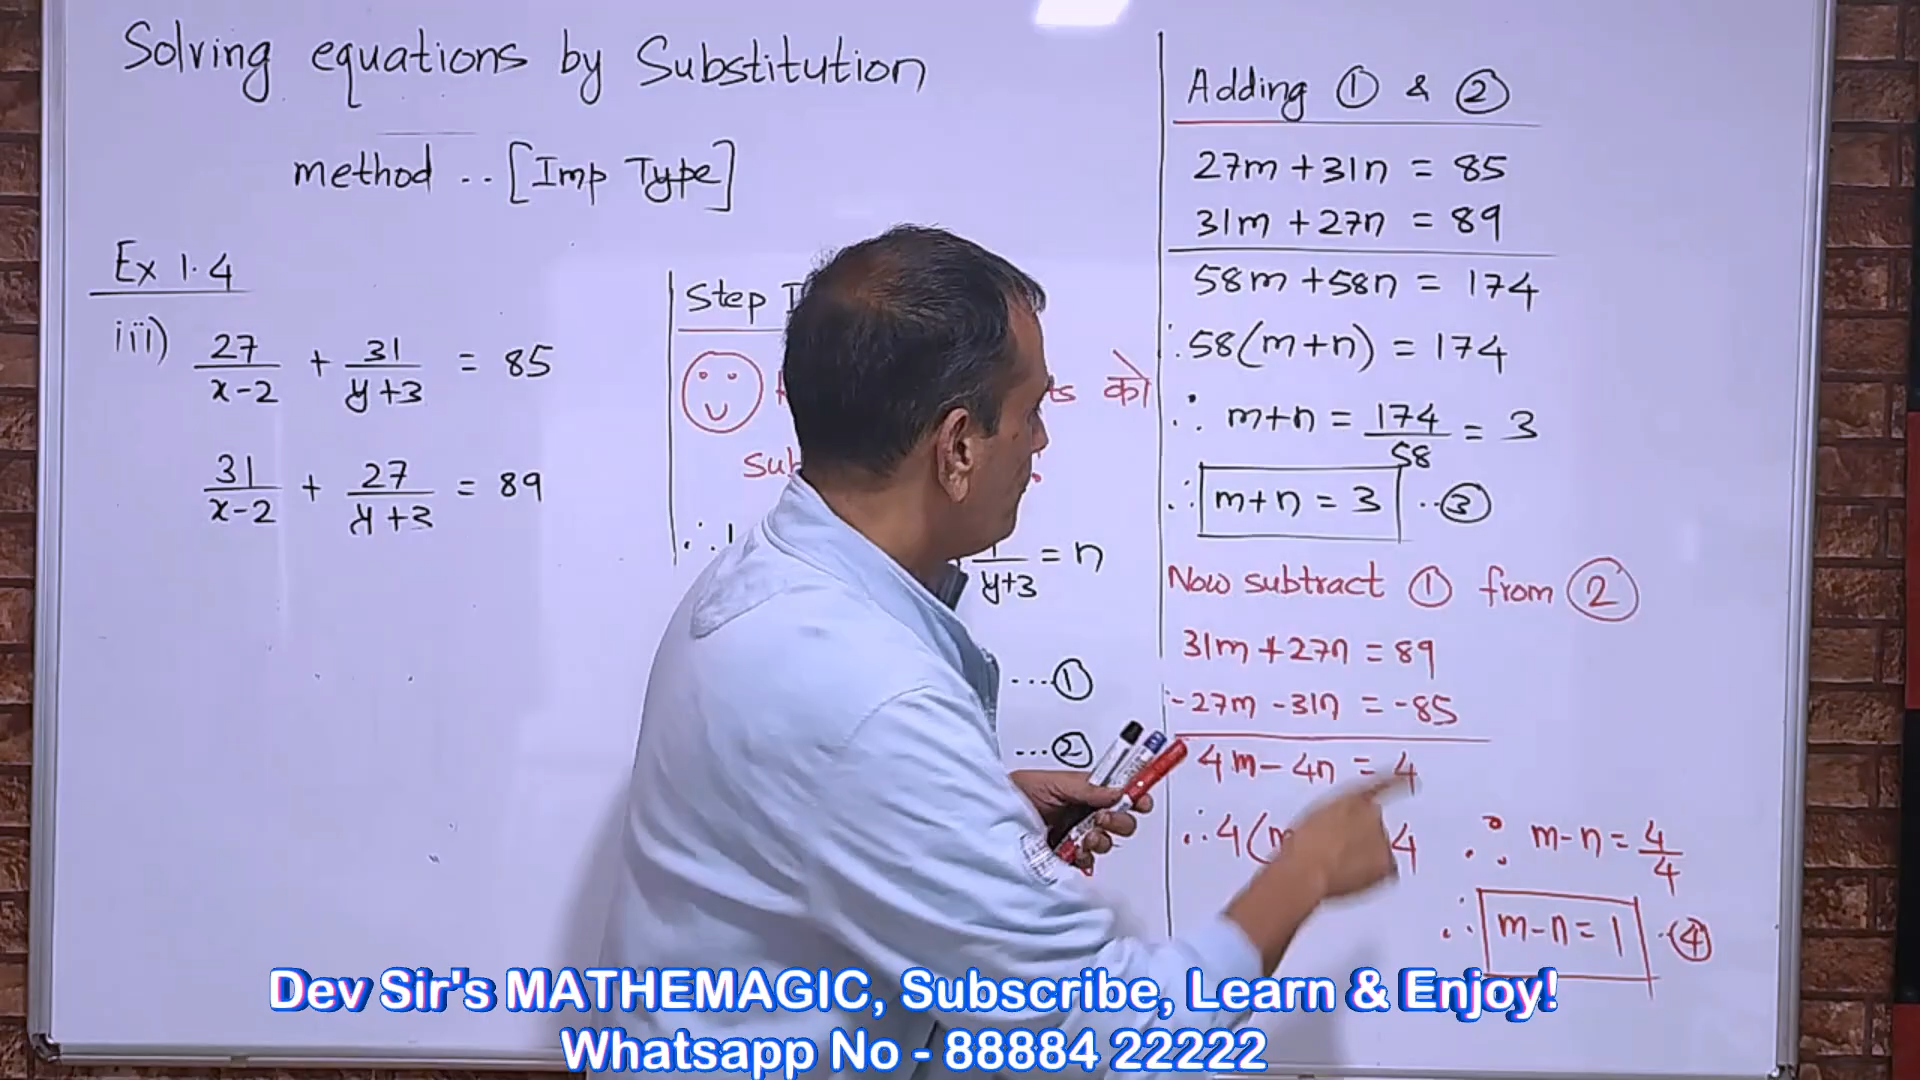 Solving equations by Substitution
method .. [Imp Type]
Ex 1.4
iii) 27/(x-2) + 31/(y+3) = 85
31/(x-2) + 27/(y+3) = 89
Step
को
∴
1/(y+3) = n
...①
...②
Adding ① & ②
27m + 31n = 85
31m + 27n = 89
58m + 58n = 174
∴ 58(m+n) = 174
∴ m+n = 174/58 = 3
∴ m+n = 3 ..③
Now subtract ① from ②
31m + 27n = 89
-27m - 31n = -85
4m - 4n = 4
∴ 4(m 4
∴ m-n = 4/4
∴ m-n = 1 ..④
Dev Sir's MATHEMAGIC, Subscribe, Learn & Enjoy!
Whatsapp No - 88884 22222